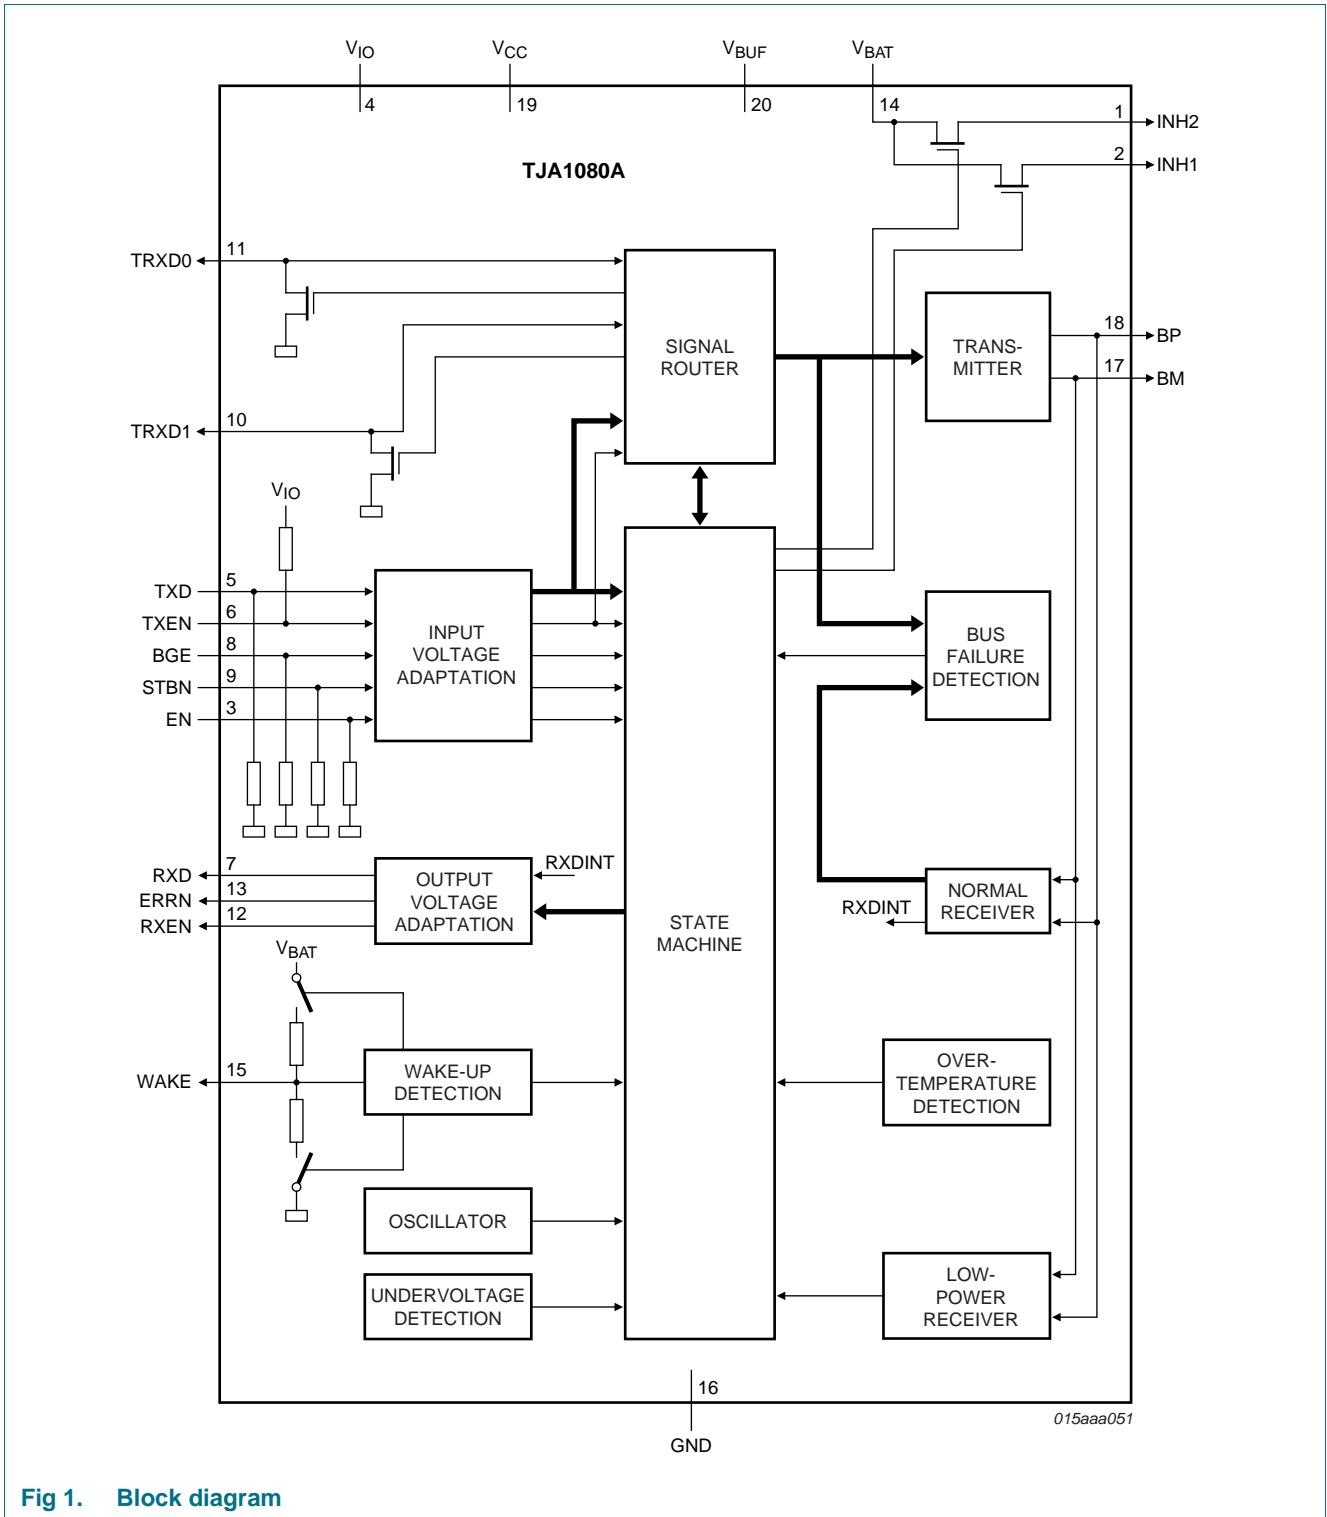 VIO VCC VBUF VBAT
4 19 20 14
1 INH2
2 INH1
TJA1080A
TRXD0 11
TRXD1 10
SIGNAL
ROUTER
TRANS-
MITTER
18 BP
17 BM
VIO
TXD 5
TXEN 6
BGE 8
STBN 9
EN 3
INPUT
VOLTAGE
ADAPTATION
BUS
FAILURE
DETECTION
RXD 7
ERRN 13
RXEN 12
OUTPUT
VOLTAGE
ADAPTATION
RXDINT
STATE
MACHINE
RXDINT
NORMAL
RECEIVER
VBAT
WAKE 15
WAKE-UP
DETECTION
OVER-
TEMPERATURE
DETECTION
OSCILLATOR
UNDERVOLTAGE
DETECTION
LOW-
POWER
RECEIVER
16
GND
015aaa051
Fig 1. Block diagram